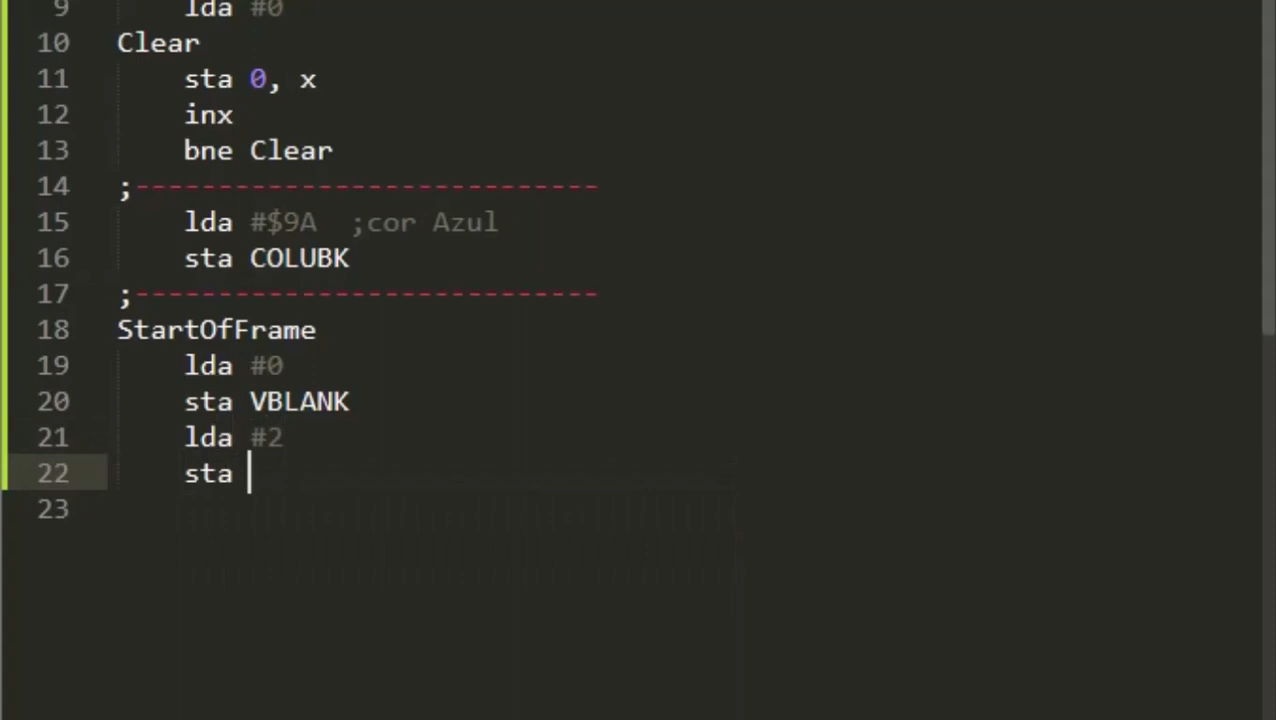 9 lda #0
10 Clear
11 sta 0, x
12 inx
13 bne Clear
14 ;----------------------------
15 lda #$9A ;cor Azul
16 sta COLUBK
17 ;----------------------------
18 StartOfFrame
19 lda #0
20 sta VBLANK
21 lda #2
22 sta
23